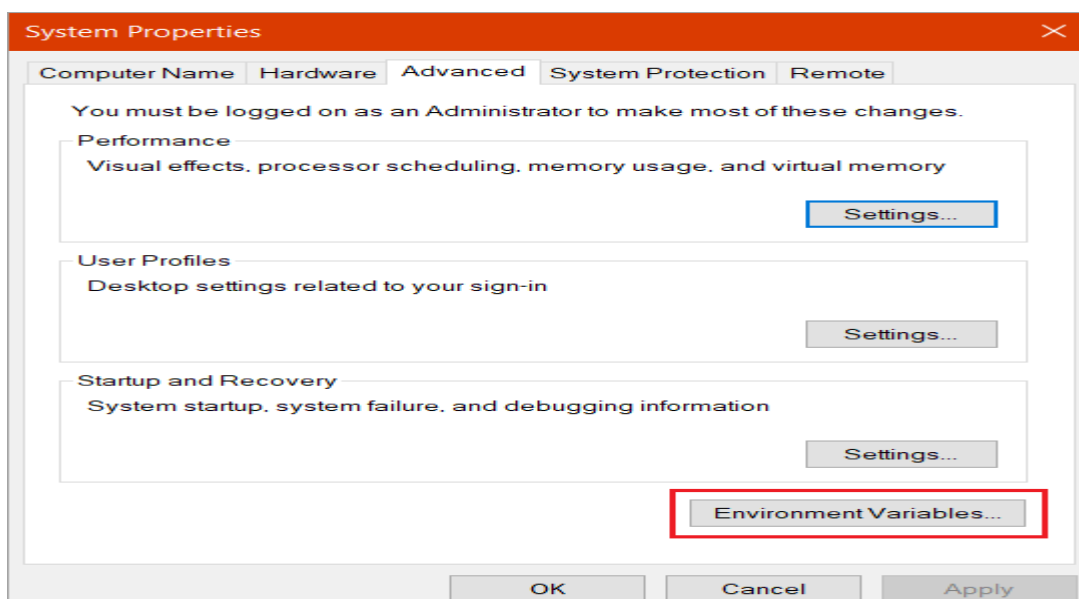 System Properties
Computer Name Hardware Advanced System Protection Remote
You must be logged on as an Administrator to make most of these changes.
Performance
Visual effects, processor scheduling, memory usage, and virtual memory
Settings...
User Profiles
Desktop settings related to your sign-in
Settings...
Startup and Recovery
System startup, system failure, and debugging information
Settings...
Environment Variables...
OK Cancel Apply